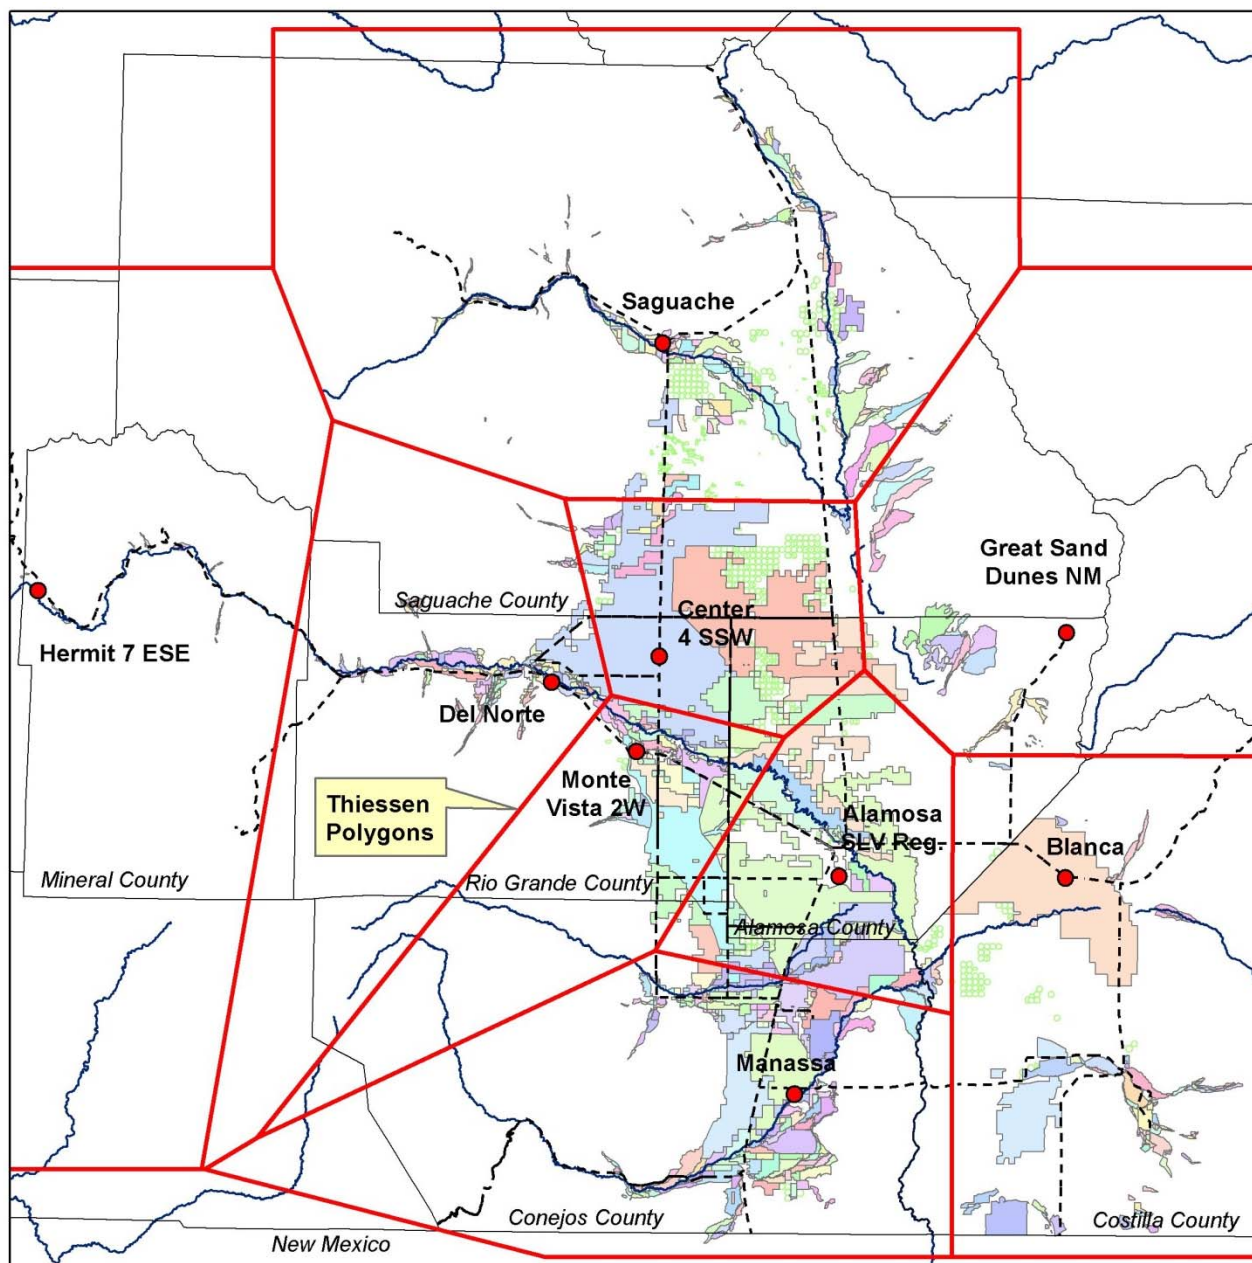 Saguache
Great Sand
Dunes NM
Saguache County
Center
4 SSW
Hermit 7 ESE
Del Norte
Monte
Vista 2W
Thiessen
Polygons
Alamosa
SLV Reg.
Blanca
Mineral County
Rio Grande County
Alamosa County
Manassa
Conejos County
Costilla County
New Mexico